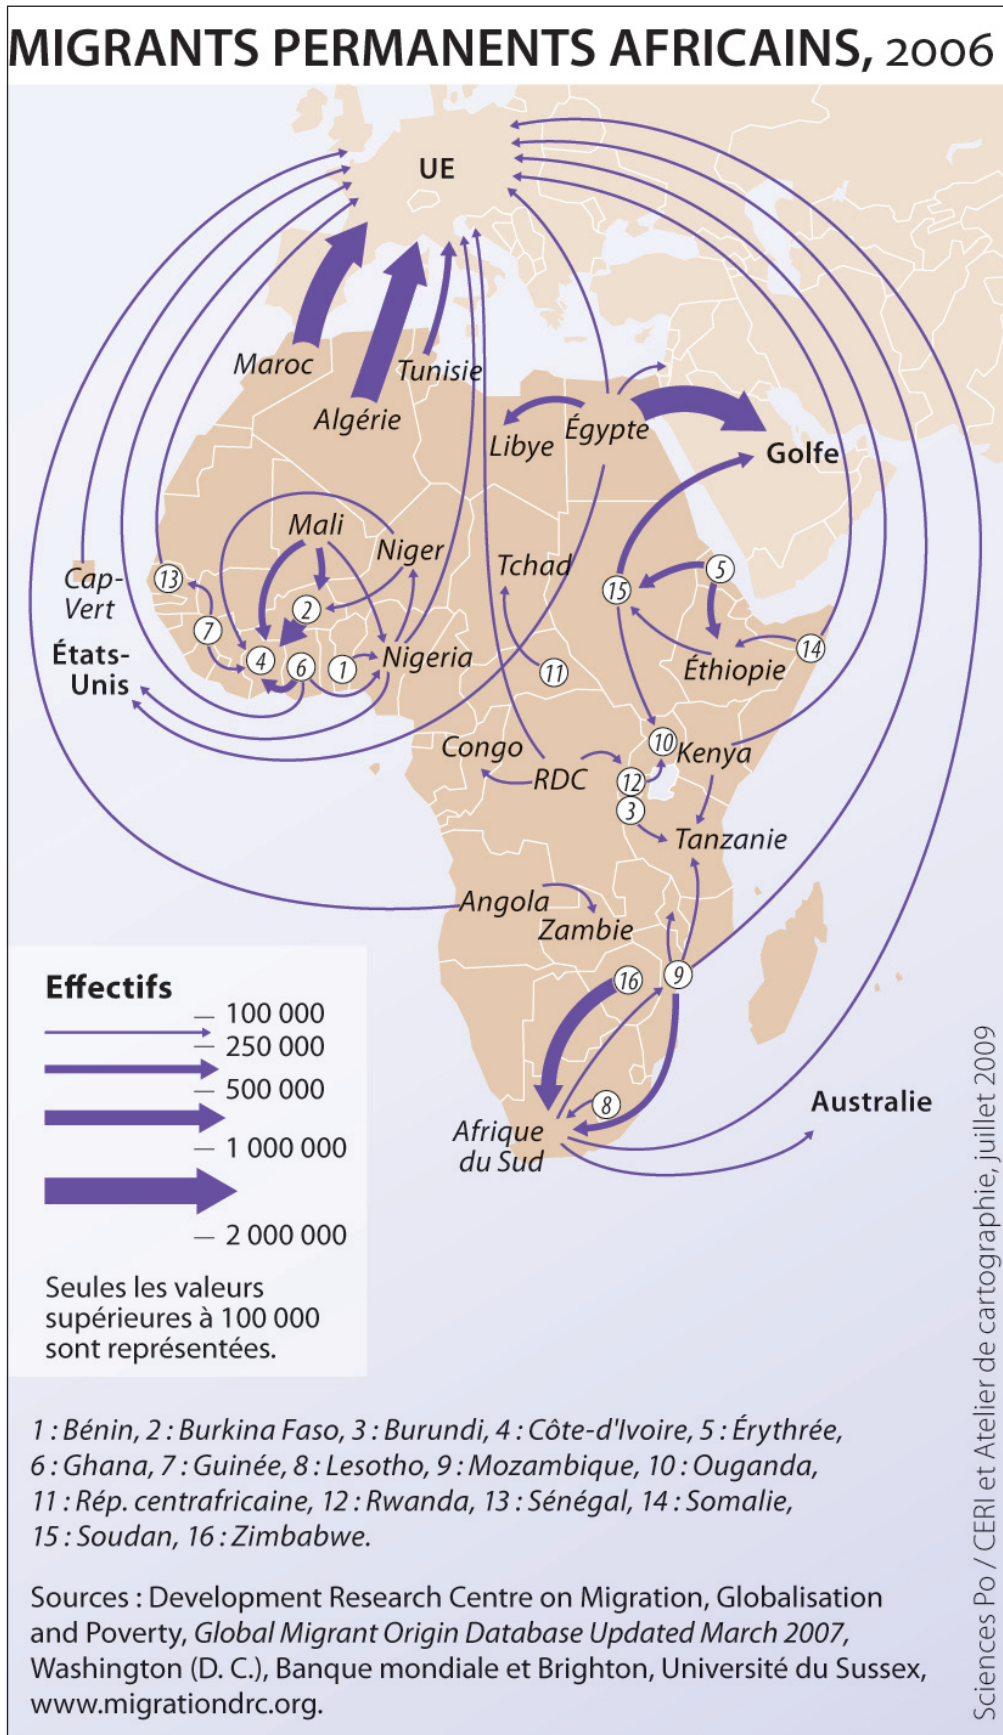 MIGRANTS PERMANENTS AFRICAINS, 2006
UE
Maroc
Tunisie
Algérie
Libye
Égypte
Golfe
Mali
Niger
Tchad
5
15
Cap-
Vert
13
2
7
États-
Unis
4
6
1
Nigeria
11
Éthiopie
14
Congo
RDC
10
Kenya
12
3
Tanzanie
Angola
Zambie
16
9
8
Afrique
du Sud
Australie
Effectifs
— 100 000
— 250 000
— 500 000
— 1 000 000
— 2 000 000
Seules les valeurs
supérieures à 100 000
sont représentées.
1 : Bénin, 2 : Burkina Faso, 3 : Burundi, 4 : Côte-d'Ivoire, 5 : Érythrée,
6 : Ghana, 7 : Guinée, 8 : Lesotho, 9 : Mozambique, 10 : Ouganda,
11 : Rép. centrafricaine, 12 : Rwanda, 13 : Sénégal, 14 : Somalie,
15 : Soudan, 16 : Zimbabwe.
Sources : Development Research Centre on Migration, Globalisation
and Poverty, Global Migrant Origin Database Updated March 2007,
Washington (D. C.), Banque mondiale et Brighton, Université du Sussex,
www.migrationdrc.org.
Sciences Po / CERI et Atelier de cartographie, juillet 2009